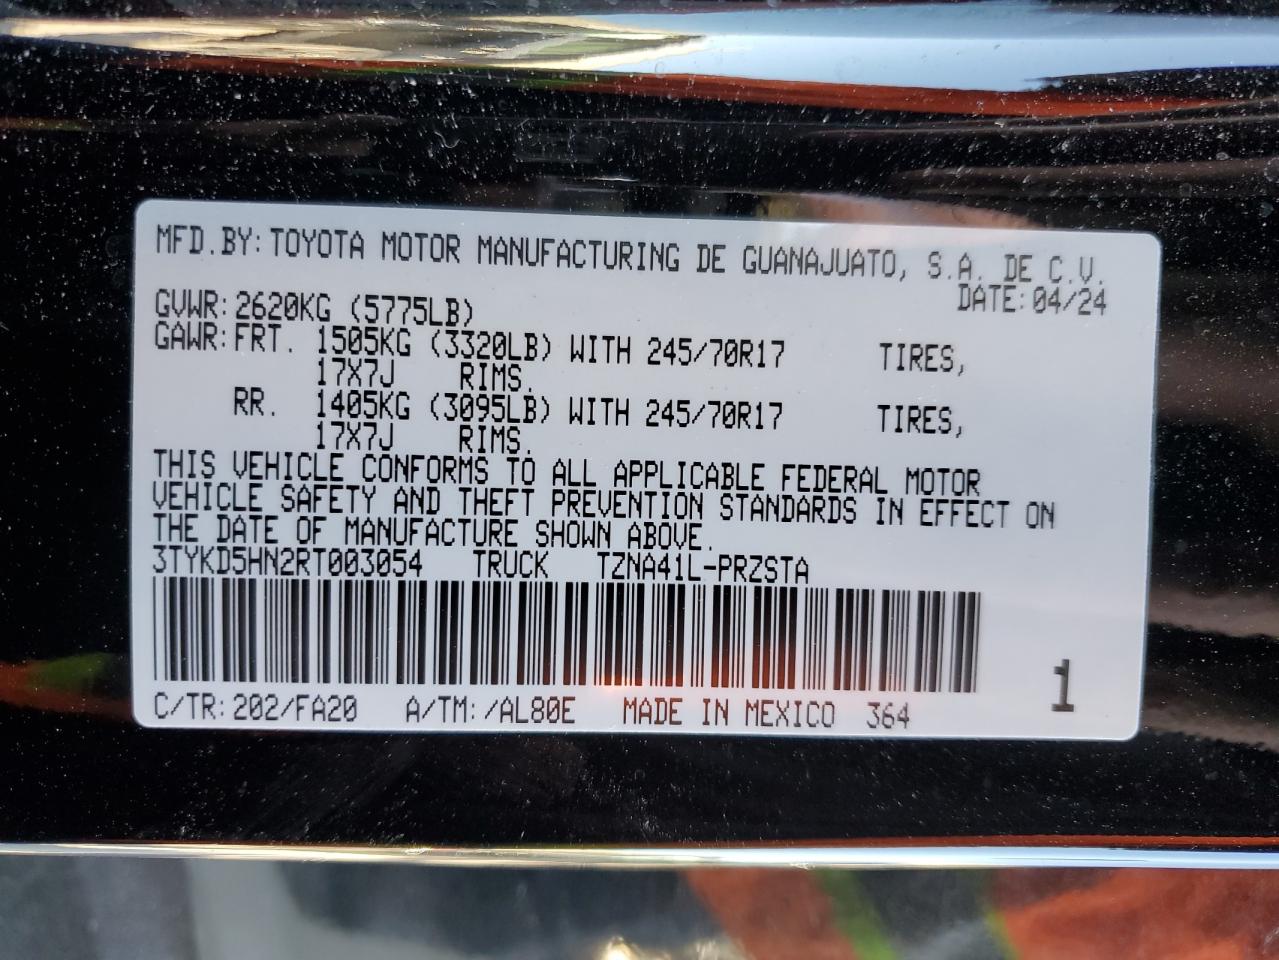 MFD.BY:TOYOTA MOTOR MANUFACTURING DE GUANAJUATO, S.A. DE C.V.
DATE:04/24
GVWR:2620KG (5775LB)
GAWR:FRT. 1505KG (3320LB) WITH 245/70R17 TIRES,
17X7J RIMS.
RR. 1405KG (3095LB) WITH 245/70R17 TIRES,
17X7J RIMS.
THIS VEHICLE CONFORMS TO ALL APPLICABLE FEDERAL MOTOR
VEHICLE SAFETY AND THEFT PREVENTION STANDARDS IN EFFECT ON
THE DATE OF MANUFACTURE SHOWN ABOVE.
3TYKD5HN2RT003054 TRUCK TZNA41L-PRZSTA
1
C/TR:202/FA20 A/TM:/AL80E MADE IN MEXICO 364